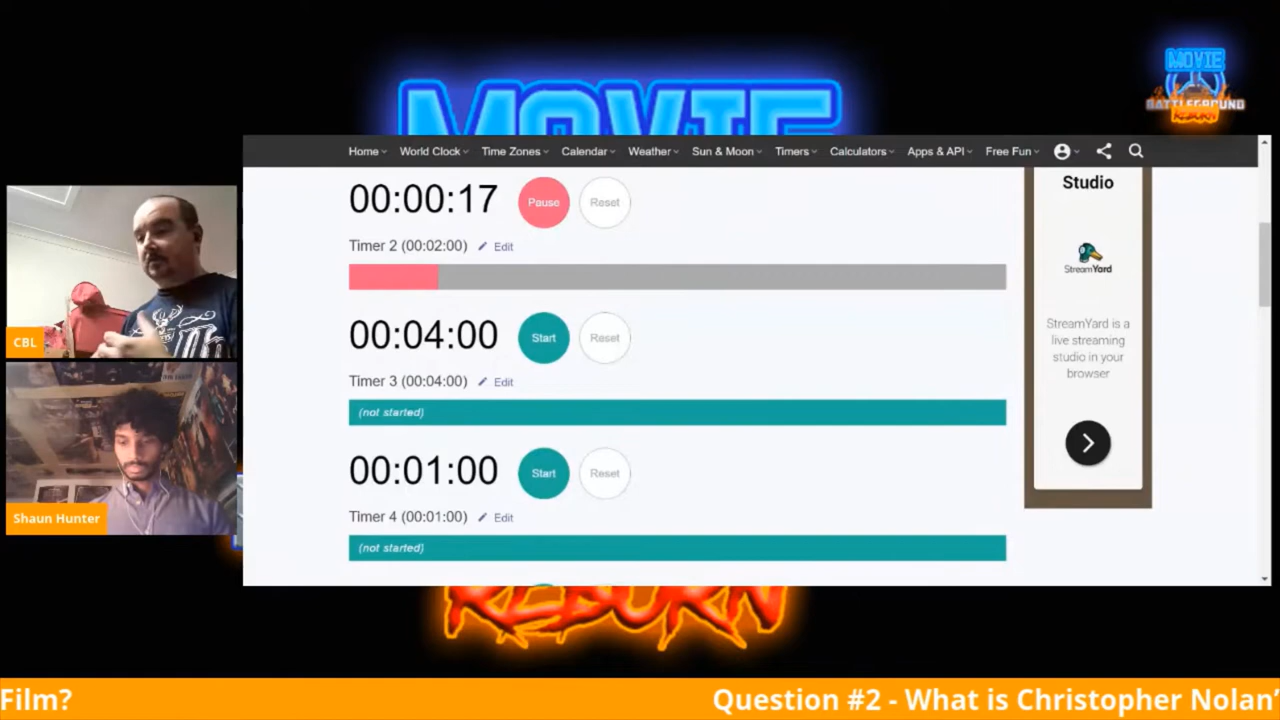 MOVIE
MOVIE
BATTLEGROUND
REBORN
Home World Clock Time Zones Calendar Weather Sun & Moon Timers Calculators Apps & API Free Fun
00:00:17 Pause Reset
Timer 2 (00:02:00) Edit
00:04:00 Start Reset
Timer 3 (00:04:00) Edit
(not started)
00:01:00 Start Reset
Timer 4 (00:01:00) Edit
(not started)
Studio
StreamYard
StreamYard is a
live streaming
studio in your
browser
CBL
Shaun Hunter
REBORN
Film? Question #2 - What is Christopher Nolan'